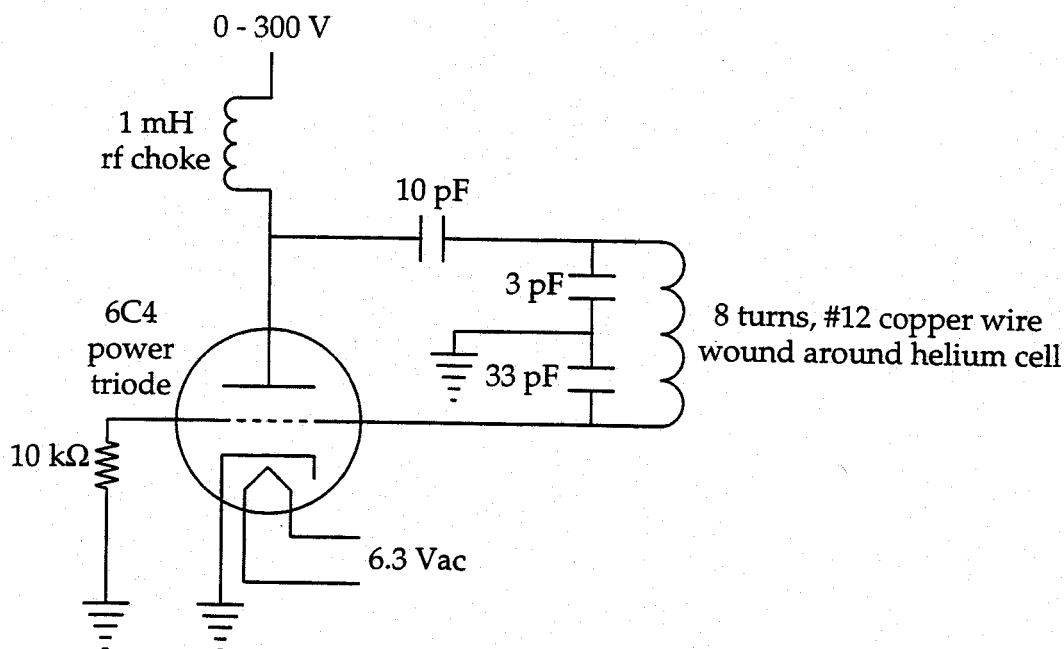 0 - 300 V
1 mH
rf choke
10 pF
3 pF
33 pF
8 turns, #12 copper wire
wound around helium cell
6C4
power
triode
10 kΩ
6.3 Vac